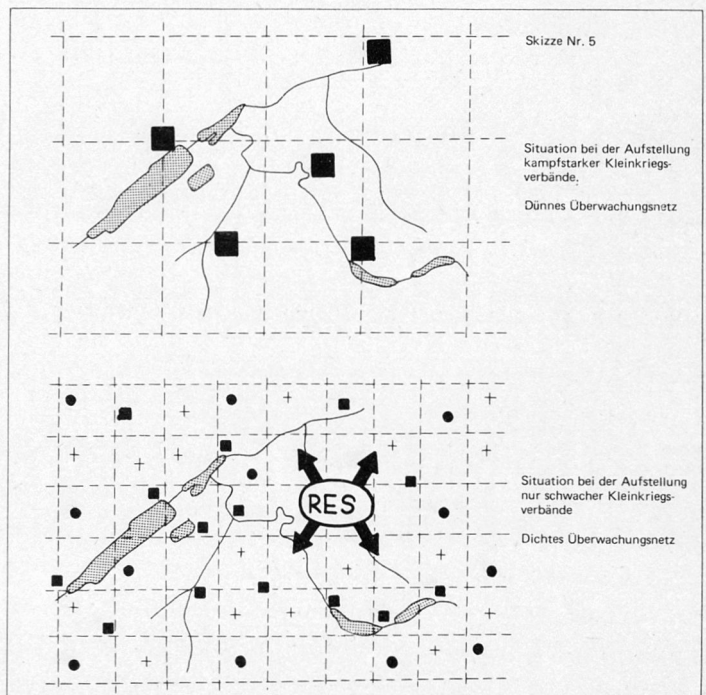 Skizze Nr. 5
Situation bei der Aufstellung
kampfstarker Kleinkriegs-
verbände.
Dünnes Überwachungsnetz
RES
Situation bei der Aufstellung
nur schwacher Kleinkriegs-
verbände
Dichtes Überwachungsnetz